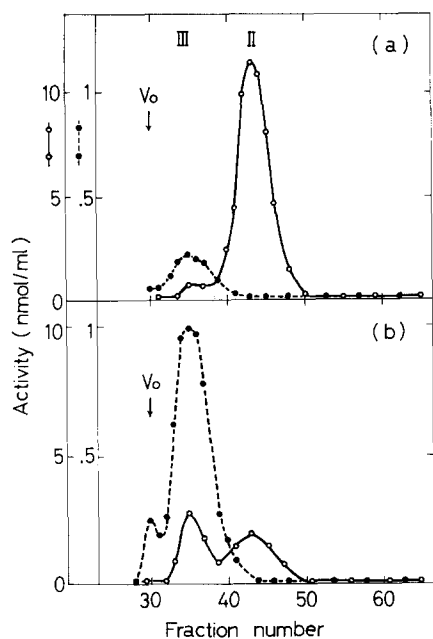 III II (a)
10 1
Vo
5 .5
0
(b)
10 1
Vo
5 .5
0
30 40 50 60
Activity (nmol/ml)
Fraction number